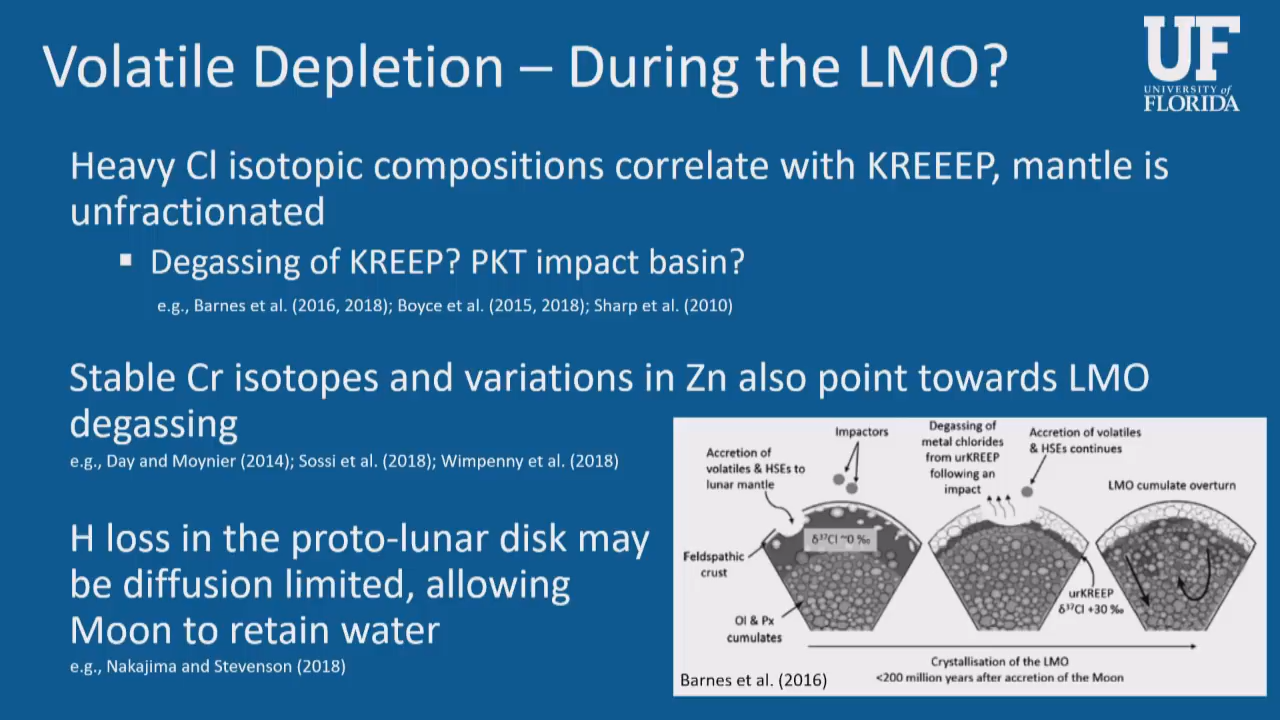 Volatile Depletion – During the LMO?
UF
UNIVERSITY of
FLORIDA
Heavy Cl isotopic compositions correlate with KREEEP, mantle is
unfractionated
▪ Degassing of KREEP? PKT impact basin?
e.g., Barnes et al. (2016, 2018); Boyce et al. (2015, 2018); Sharp et al. (2010)
Stable Cr isotopes and variations in Zn also point towards LMO
degassing
e.g., Day and Moynier (2014); Sossi et al. (2018); Wimpenny et al. (2018)
H loss in the proto-lunar disk may
be diffusion limited, allowing
Moon to retain water
e.g., Nakajima and Stevenson (2018)
Accretion of
volatiles & HSEs to
lunar mantle
Impactors
Degassing of
metal chlorides
from urKREEP
following an
impact
Accretion of volatiles
& HSEs continues
LMO cumulate overturn
δ³⁷Cl ~0 ‰
Feldspathic
crust
Ol & Px
cumulates
urKREEP
δ³⁷Cl +30 ‰
Crystallisation of the LMO
<200 million years after accretion of the Moon
Barnes et al. (2016)